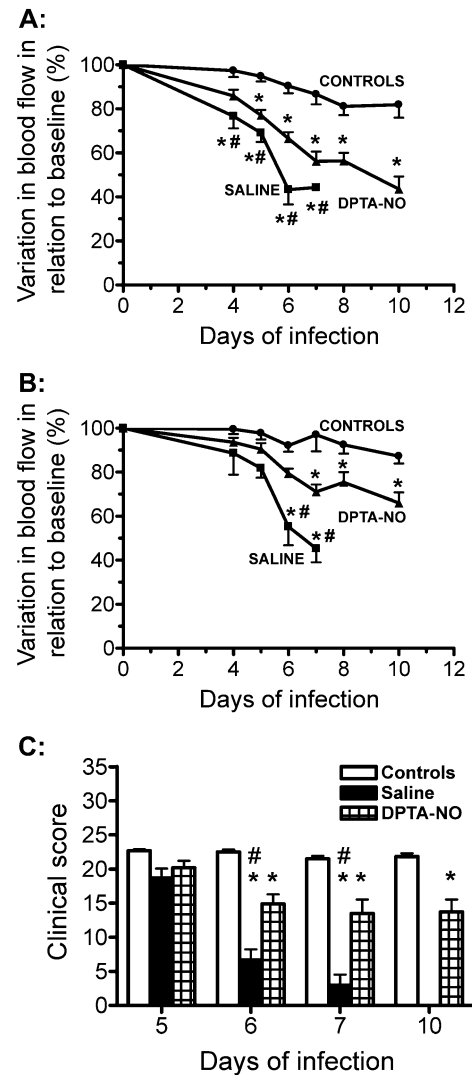 A:
Variation in blood flow in
relation to baseline (%)
100
80
60
40
20
0
CONTROLS
*
*
*
*
*
*#
*#
SALINE
*#
*#
DPTA-NO
0 2 4 6 8 10 12
Days of infection
B:
Variation in blood flow in
relation to baseline (%)
100
80
60
40
20
0
CONTROLS
*
*
*
DPTA-NO
*#
*#
SALINE
0 2 4 6 8 10 12
Days of infection
C:
Clinical score
35
30
25
20
15
10
5
0
Controls
Saline
DPTA-NO
# #
* * * * *
5 6 7 10
Days of infection